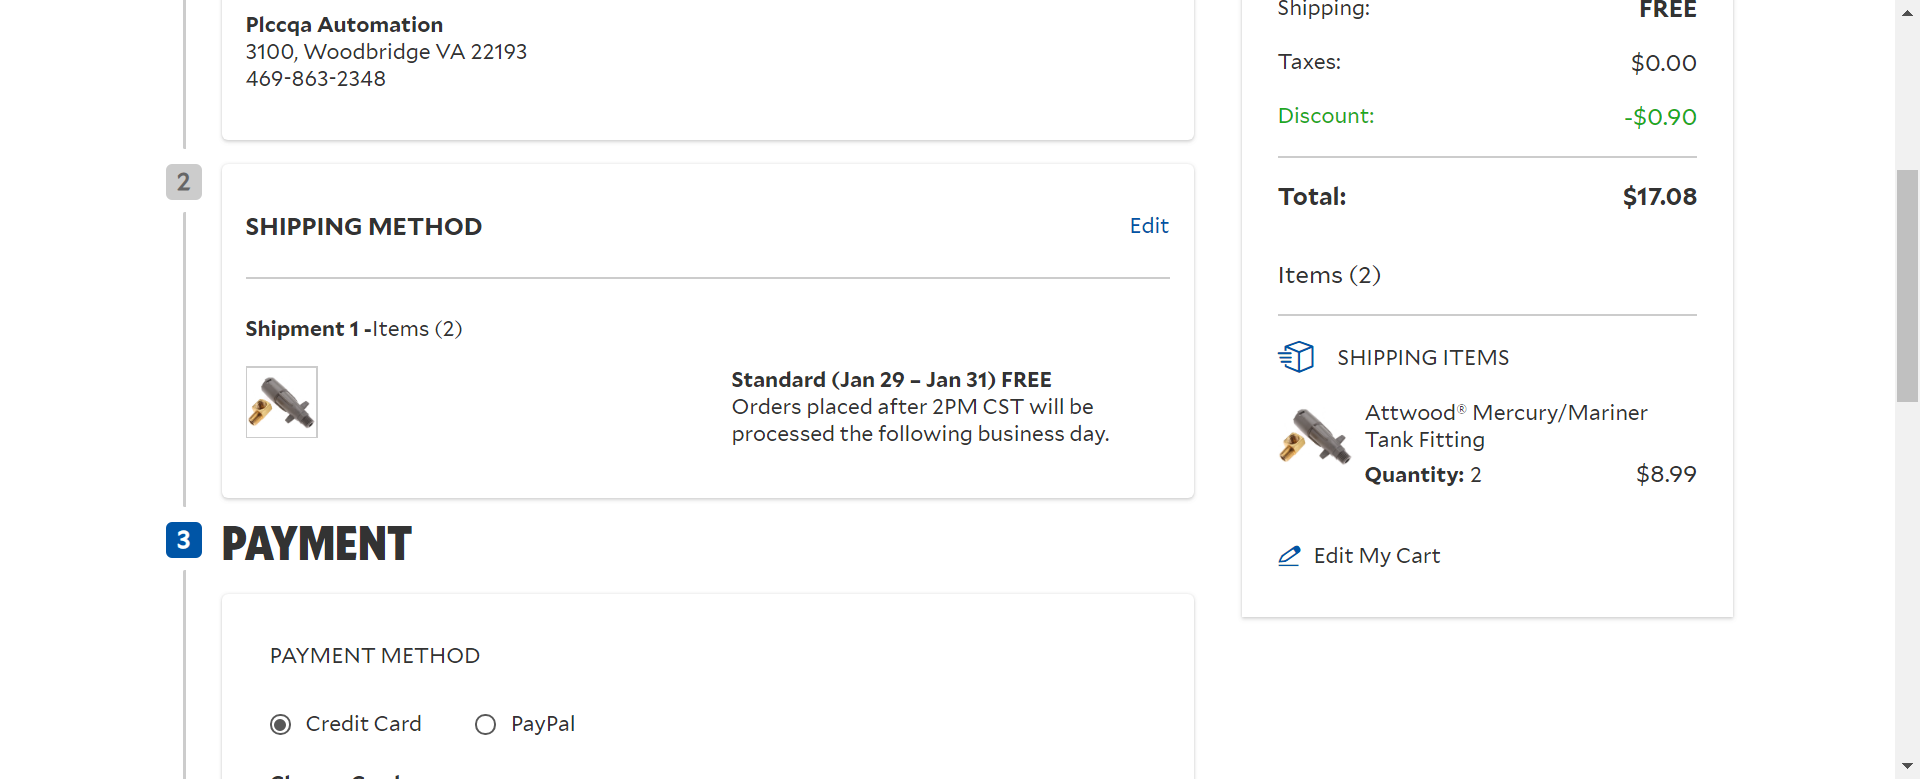 Plccqa Automation
3100, Woodbridge VA 22193
469-863-2348
2
SHIPPING METHOD
Edit
Shipment 1 -Items (2)
Standard (Jan 29 – Jan 31) FREE
Orders placed after 2PM CST will be
processed the following business day.
3
PAYMENT
PAYMENT METHOD
Credit Card
PayPal
Shipping:
FREE
Taxes:
$0.00
Discount:
-$0.90
Total:
$17.08
Items (2)
SHIPPING ITEMS
Attwood® Mercury/Mariner
Tank Fitting
Quantity: 2
$8.99
Edit My Cart